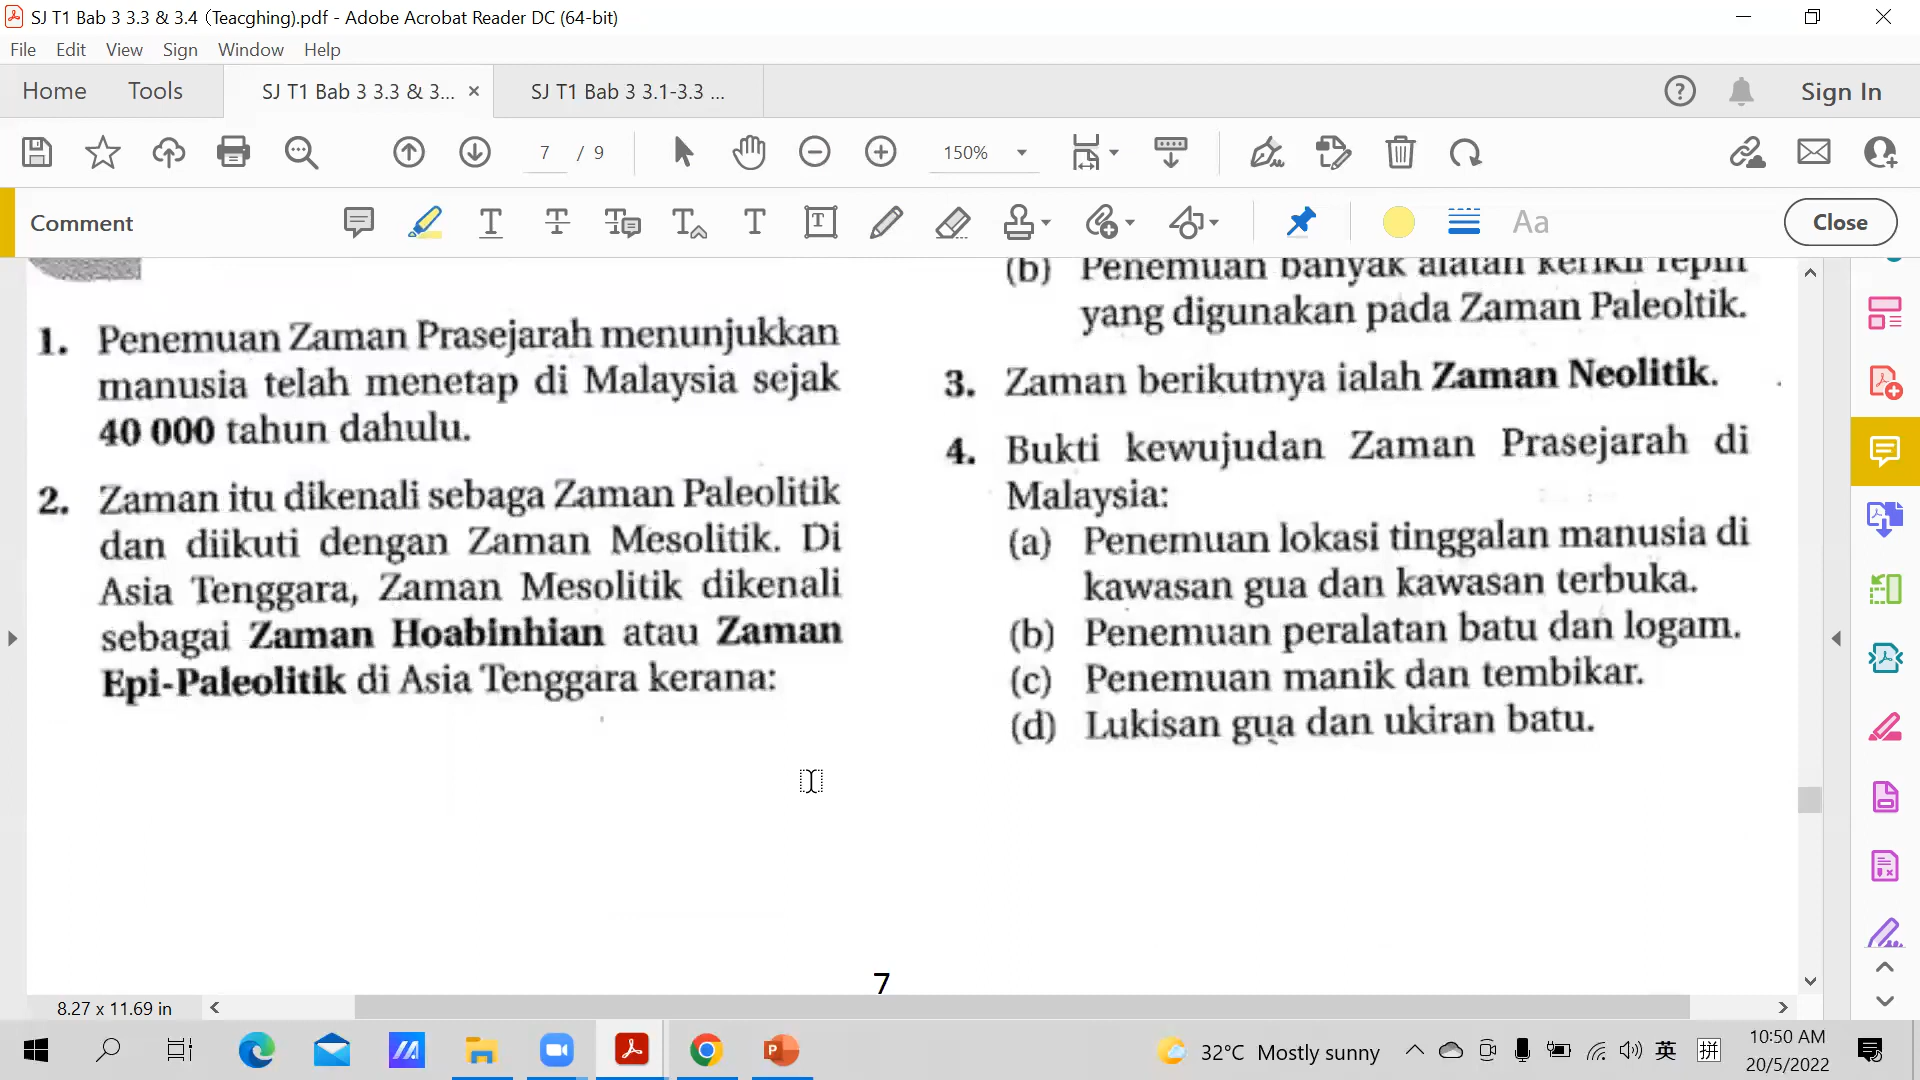 SJ T1 Bab 3 3.3 & 3.4 (Teacghing).pdf - Adobe Acrobat Reader DC (64-bit)
File Edit View Sign Window Help
Home Tools SJ T1 Bab 3 3.3 & 3... × SJ T1 Bab 3 3.1-3.3 ... Sign In
7 / 9 150%
Comment Aa Close
1. Penemuan Zaman Prasejarah menunjukkan
manusia telah menetap di Malaysia sejak
40 000 tahun dahulu.
2. Zaman itu dikenali sebaga Zaman Paleolitik
dan diikuti dengan Zaman Mesolitik. Di
Asia Tenggara, Zaman Mesolitik dikenali
sebagai Zaman Hoabinhian atau Zaman
Epi-Paleolitik di Asia Tenggara kerana:
(b) Penemuan banyak alatan kerikil repih
yang digunakan pada Zaman Paleoltik.
3. Zaman berikutnya ialah Zaman Neolitik.
4. Bukti kewujudan Zaman Prasejarah di
Malaysia:
(a) Penemuan lokasi tinggalan manusia di
kawasan gua dan kawasan terbuka.
(b) Penemuan peralatan batu dan logam.
(c) Penemuan manik dan tembikar.
(d) Lukisan gua dan ukiran batu.
7
8.27 x 11.69 in
32°C Mostly sunny 英 拼 10:50 AM
20/5/2022